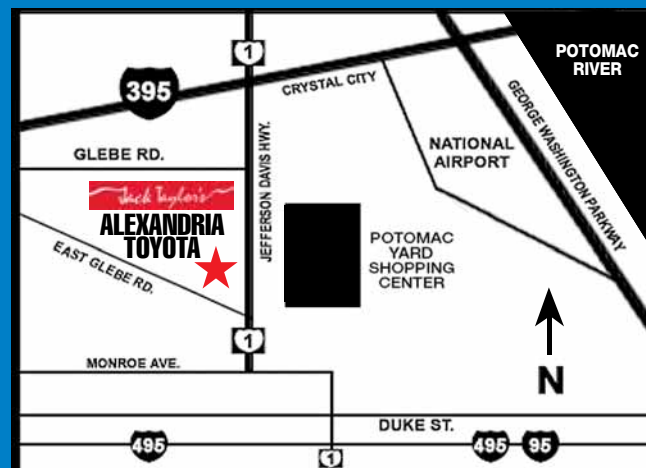 1
POTOMAC
RIVER
395
CRYSTAL CITY
GEORGE WASHINGTON PARKWAY
GLEBE RD.
NATIONAL
AIRPORT
JEFFERSON DAVIS HWY.
Jack Taylor's
ALEXANDRIA
TOYOTA
EAST GLEBE RD.
POTOMAC
YARD
SHOPPING
CENTER
1
MONROE AVE.
N
DUKE ST.
495
1
495
95